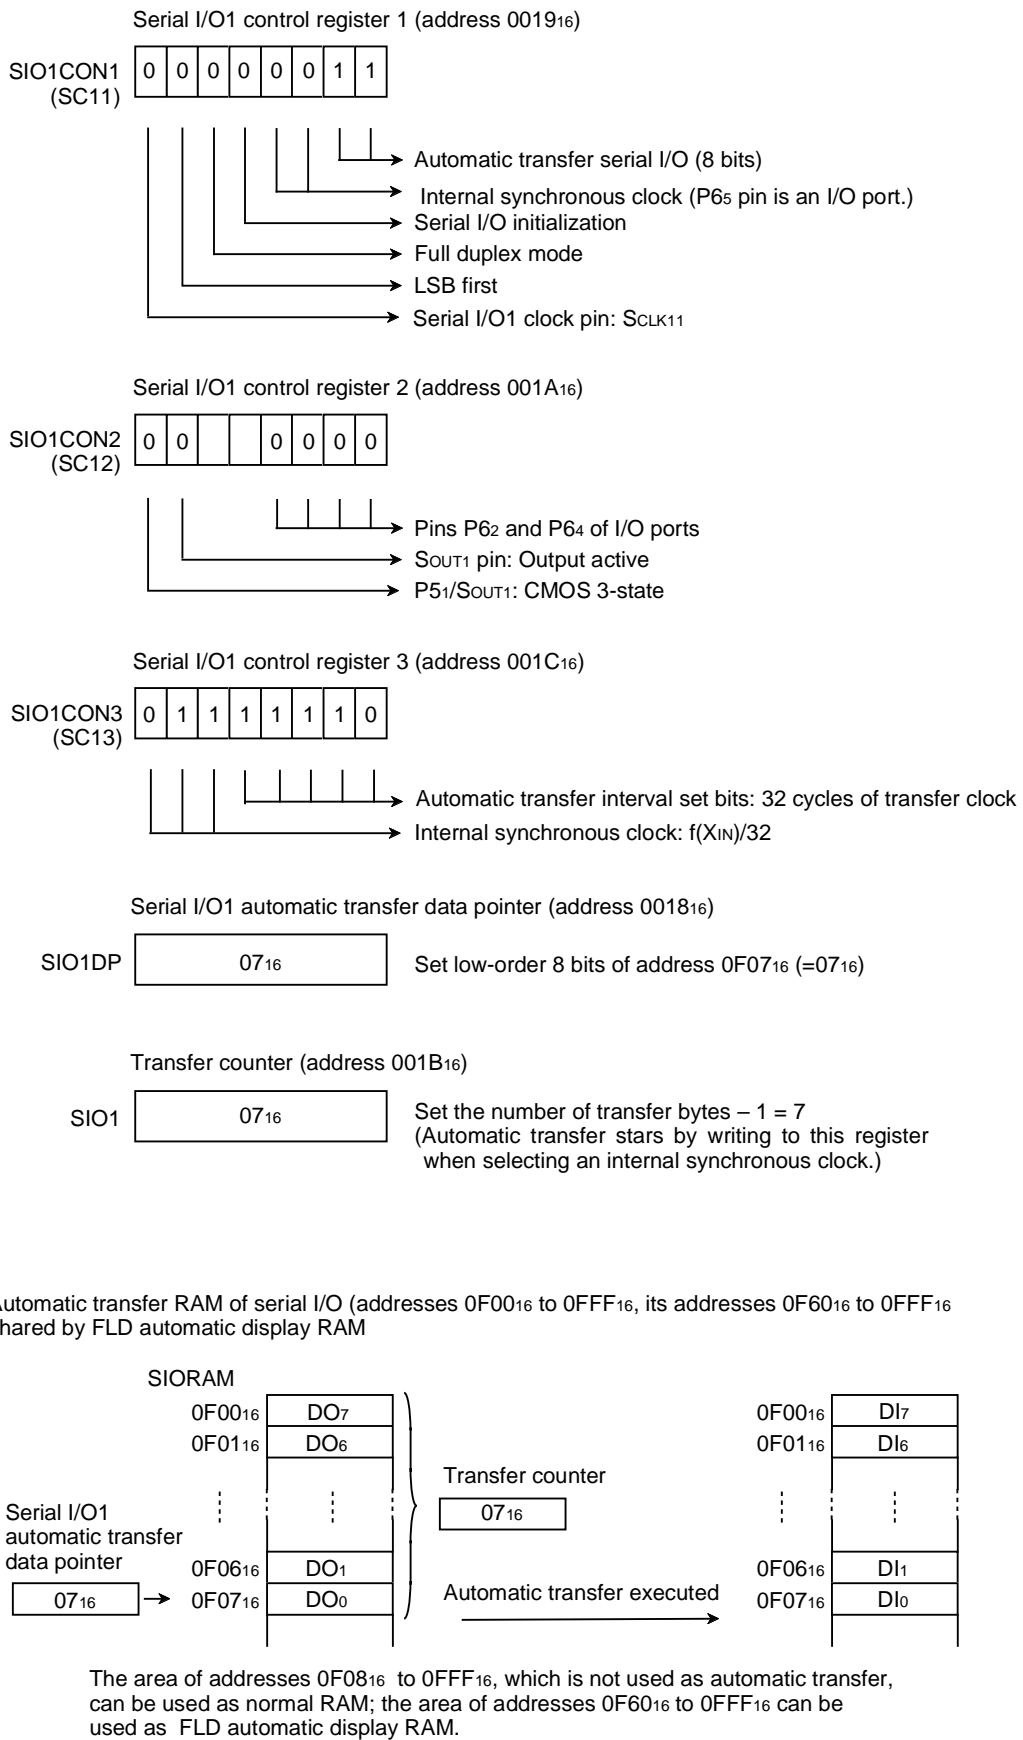 Serial I/O1 control register 1 (address 0019₁₆)
SIO1CON1 0 0 0 0 0 0 1 1
(SC11)
Automatic transfer serial I/O (8 bits)
Internal synchronous clock (P6₅ pin is an I/O port.)
Serial I/O initialization
Full duplex mode
LSB first
Serial I/O1 clock pin: SCLK11
Serial I/O1 control register 2 (address 001A₁₆)
SIO1CON2 0 0 0 0 0 0
(SC12)
Pins P6₂ and P6₄ of I/O ports
SOUT1 pin: Output active
P5₁/SOUT1: CMOS 3-state
Serial I/O1 control register 3 (address 001C₁₆)
SIO1CON3 0 1 1 1 1 1 1 0
(SC13)
Automatic transfer interval set bits: 32 cycles of transfer clock
Internal synchronous clock: f(XIN)/32
Serial I/O1 automatic transfer data pointer (address 0018₁₆)
SIO1DP 07₁₆ Set low-order 8 bits of address 0F07₁₆ (=07₁₆)
Transfer counter (address 001B₁₆)
SIO1 07₁₆ Set the number of transfer bytes – 1 = 7
(Automatic transfer stars by writing to this register
when selecting an internal synchronous clock.)
utomatic transfer RAM of serial I/O (addresses 0F00₁₆ to 0FFF₁₆, its addresses 0F60₁₆ to 0FFF₁₆
hared by FLD automatic display RAM
SIORAM
0F00₁₆ DO₇ 0F00₁₆ DI₇
0F01₁₆ DO₆ 0F01₁₆ DI₆
Transfer counter
07₁₆
Serial I/O1
automatic transfer
data pointer
07₁₆
0F06₁₆ DO₁ 0F06₁₆ DI₁
0F07₁₆ DO₀ Automatic transfer executed 0F07₁₆ DI₀
The area of addresses 0F08₁₆ to 0FFF₁₆, which is not used as automatic transfer,
can be used as normal RAM; the area of addresses 0F60₁₆ to 0FFF₁₆ can be
used as FLD automatic display RAM.